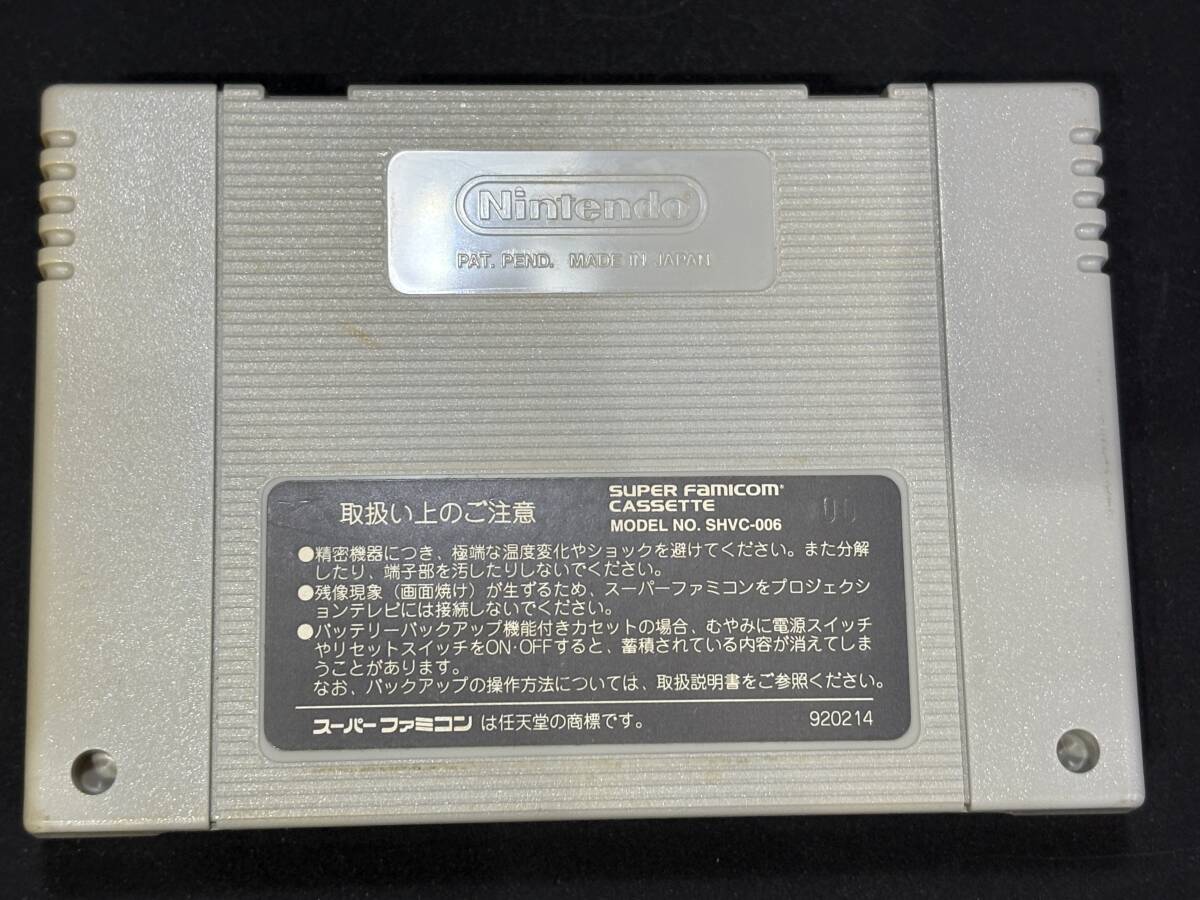 Nintendo®
PAT. PEND. MADE IN JAPAN
取扱い上のご注意
SUPER FAMICOM®
CASSETTE
MODEL NO. SHVC-006
00
●精密機器につき、極端な温度変化やショックを避けてください。また分解
したり、端子部を汚したりしないでください。
●残像現象（画面焼け）が生ずるため、スーパーファミコンをプロジェクシ
ョンテレビには接続しないでください。
●バッテリーバックアップ機能付きカセットの場合、むやみに電源スイッチ
やリセットスイッチをON·OFFすると、蓄積されている内容が消えてしま
うことがあります。
なお、バックアップの操作方法については、取扱説明書をご参照ください。
スーパーファミコン は任天堂の商標です。
920214